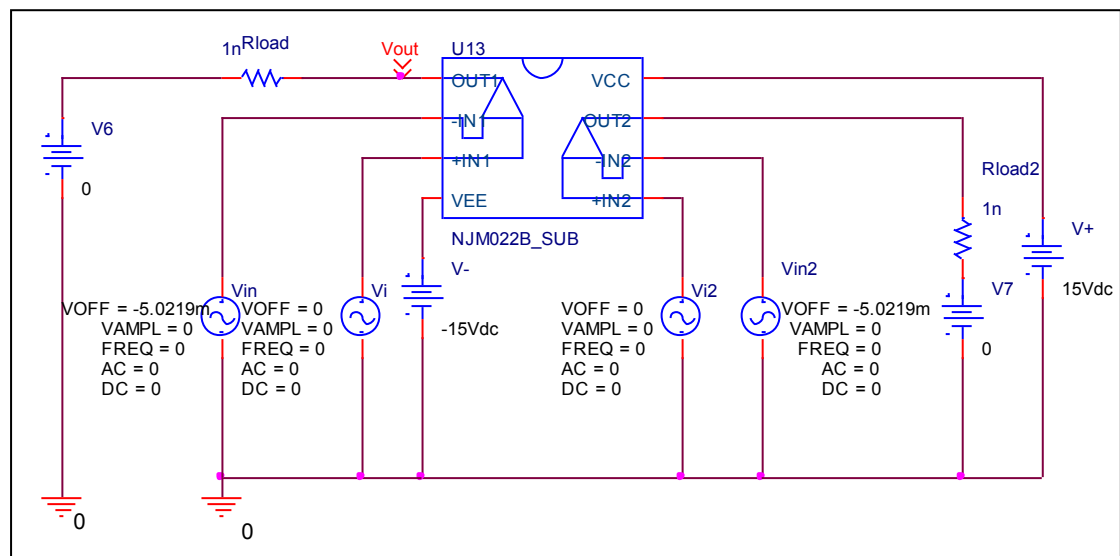 1n
Rload
Vout
U13
OUT1
VCC
-IN1
OUT2
+IN1
-IN2
VEE
+IN2
NJM022B_SUB
V6
0
Rload2
1n
V+
15Vdc
V-
-15Vdc
Vin
VOFF = -5.0219m
VAMPL = 0
FREQ = 0
AC = 0
DC = 0
Vi
VOFF = 0
VAMPL = 0
FREQ = 0
AC = 0
DC = 0
Vi2
VOFF = 0
VAMPL = 0
FREQ = 0
AC = 0
DC = 0
Vin2
VOFF = -5.0219m
VAMPL = 0
FREQ = 0
AC = 0
DC = 0
V7
0
0
0